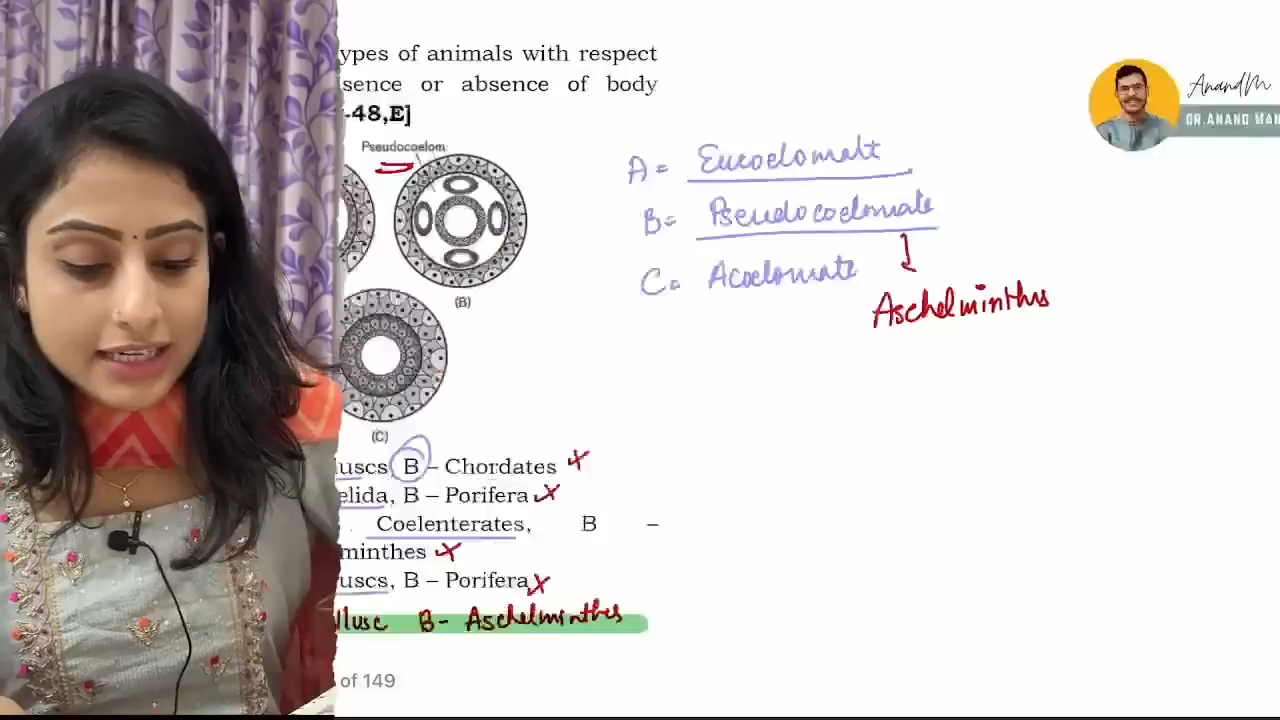 ypes of animals with respect
sence or absence of body
-48,E]
Pseudocoelom
(B)
(C)
A = Eucoelomate
B = Pseudocoelomate
C = Acoelomate
Aschelminthes
uscs B – Chordates
elida, B – Porifera
Coelenterates, B –
minthes
uscs, B – Porifera
llusc B- Aschelminthes
of 149
AnandM
DR.ANAND MAN